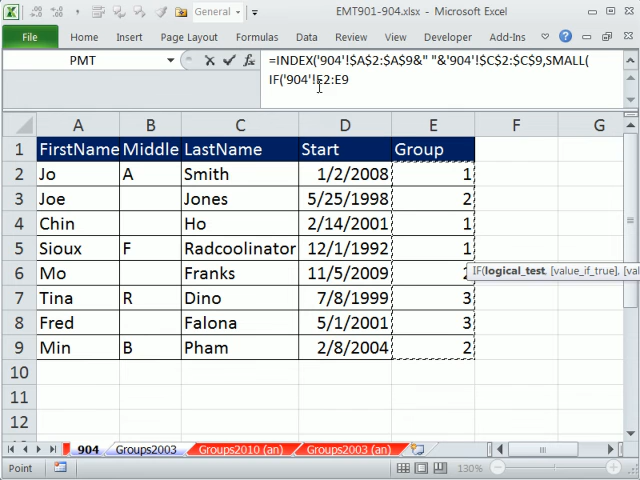 General
EMT901-904.xlsx - Microsoft Excel
File Home Insert Page Layout Formulas Data Review View Developer Add-Ins
PMT fx =INDEX('904'!$A$2:$A$9&" "&'904'!$C$2:$C$9,SMALL(
IF('904'!E2:E9
A B C D E F G
1 FirstName Middle LastName Start Group
2 Jo A Smith 1/2/2008 1
3 Joe Jones 5/25/1998 2
4 Chin Ho 2/14/2001 1
5 Sioux F Radcoolinator 12/1/1992 1
6 Mo Franks 11/5/2009 2
IF(logical_test, [value_if_true], [val
7 Tina R Dino 7/8/1999 3
8 Fred Falona 5/1/2001 3
9 Min B Pham 2/8/2004 2
10
11
12
904 Groups2003 Groups2010 (an) Groups2003 (an)
Point 130%